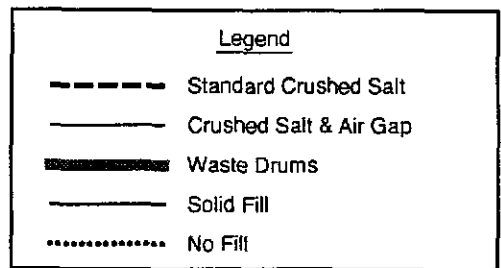 Legend
Standard Crushed Salt
Crushed Salt & Air Gap
Waste Drums
Solid Fill
No Fill